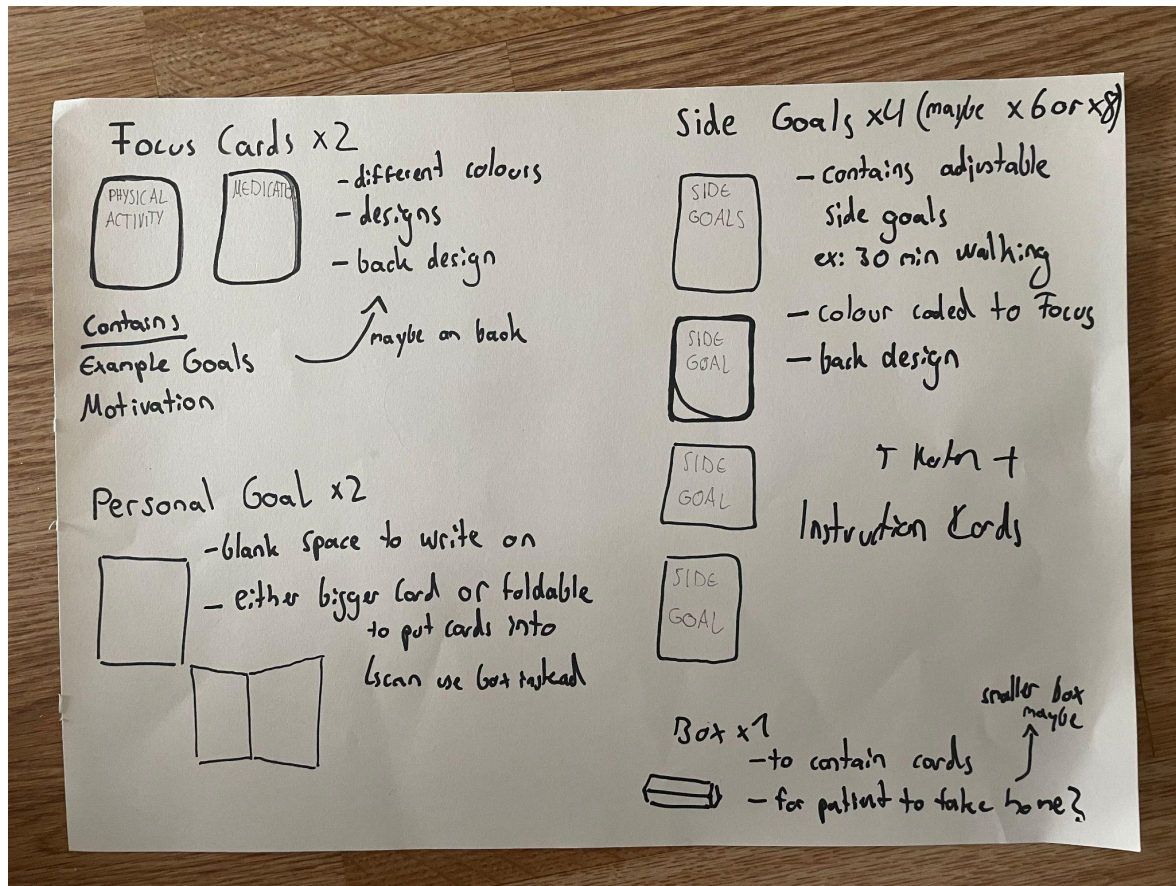 Focus Cards x2
PHYSICAL
ACTIVITY
MEDICATI
- different colours
- designs
- back design
Contains
Example Goals
Motivation
maybe on back
Personal Goal x2
- blank space to write on
- either bigger card or foldable
to put cards into
can use box instead
Side Goals x4 (maybe x6 or x8)
SIDE
GOALS
- contains adjustable
side goals
ex: 30 min walking
SIDE
GOAL
- colour coded to Focus
- back design
SIDE
GOAL
+ +
Instruction Cards
SIDE
GOAL
Box x1
- to contain cards
- for patient to take home?
smaller box
maybe